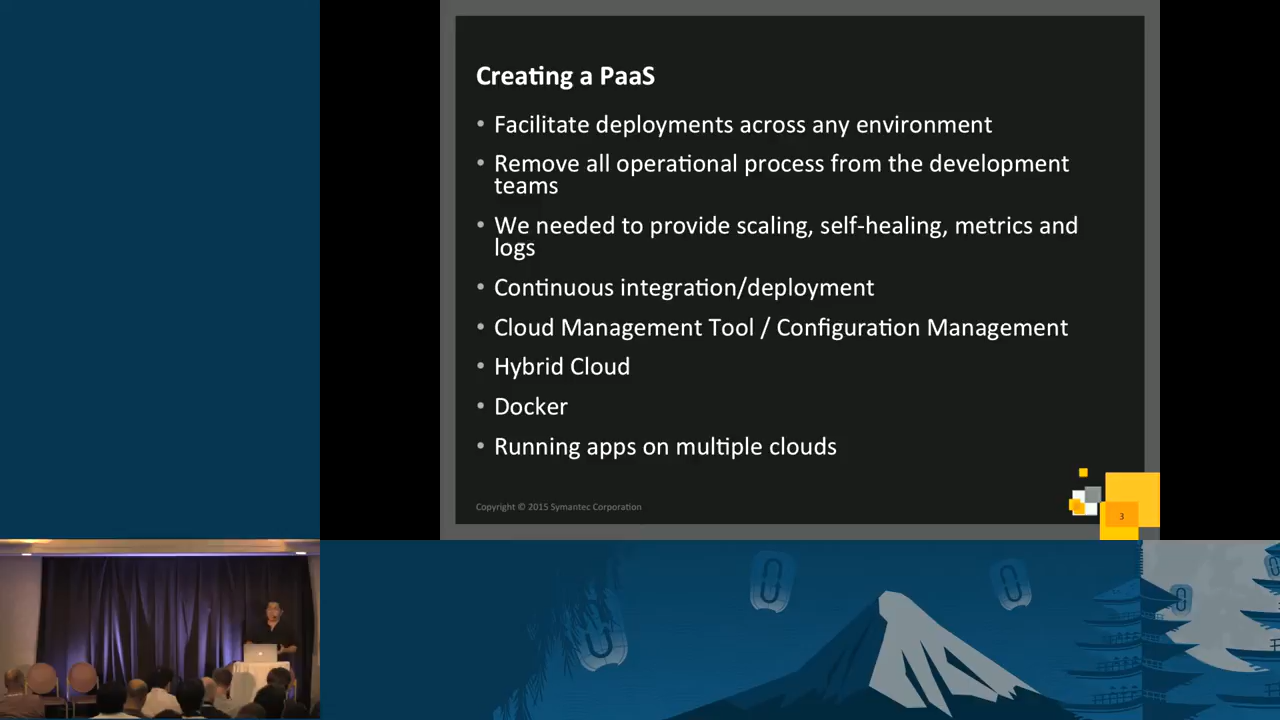 Creating a PaaS
• Facilitate deployments across any environment
• Remove all operational process from the development
teams
• We needed to provide scaling, self-healing, metrics and
logs
• Continuous integration/deployment
• Cloud Management Tool / Configuration Management
• Hybrid Cloud
• Docker
• Running apps on multiple clouds
Copyright © 2015 Symantec Corporation
3